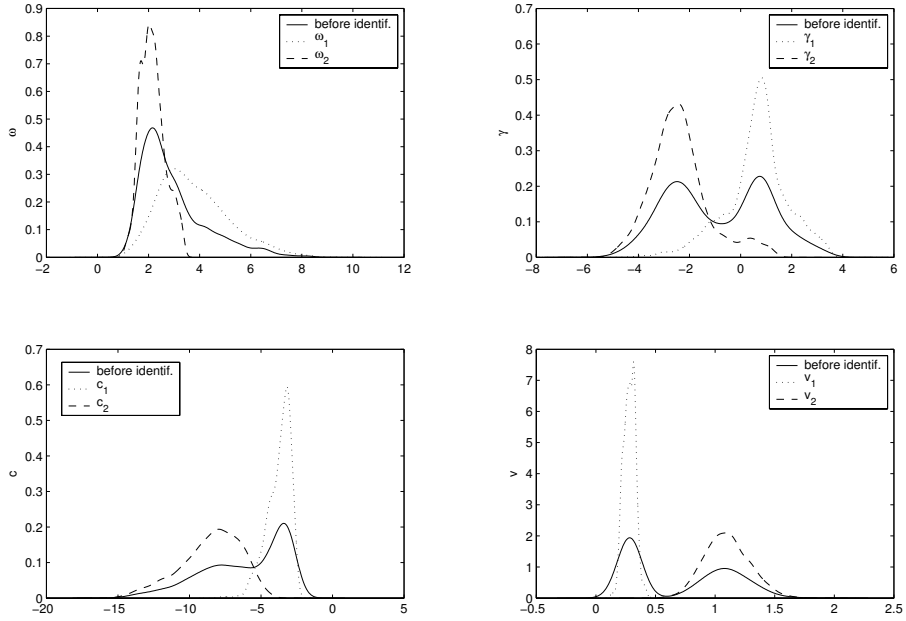 0.9
0.8
0.7
0.6
0.5
0.4
0.3
0.2
0.1
0
−2 0 2 4 6 8 10 12
ω
before identif.
ω1
ω2
0.7
0.6
0.5
0.4
0.3
0.2
0.1
0
−8 −6 −4 −2 0 2 4 6
γ
before identif.
γ1
γ2
0.7
0.6
0.5
0.4
0.3
0.2
0.1
0
−20 −15 −10 −5 0 5
c
before identif.
c1
c2
8
7
6
5
4
3
2
1
0
−0.5 0 0.5 1 1.5 2 2.5
v
before identif.
v1
v2